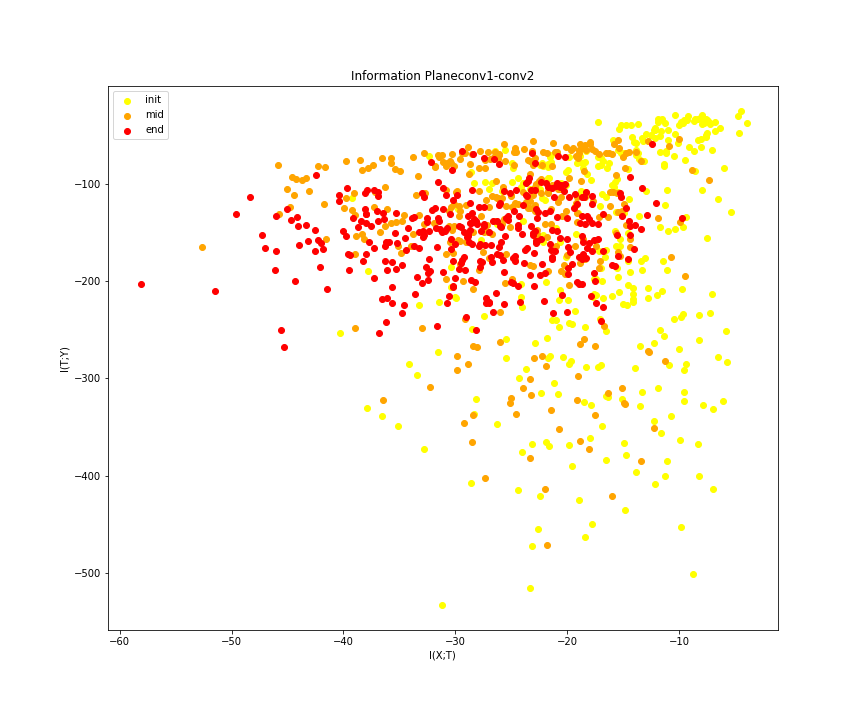 Information Planeconv1-conv2
init
mid
end
I(T;Y)
−100
−200
−300
−400
−500
−60
−50
−40
−30
−20
−10
I(X;T)